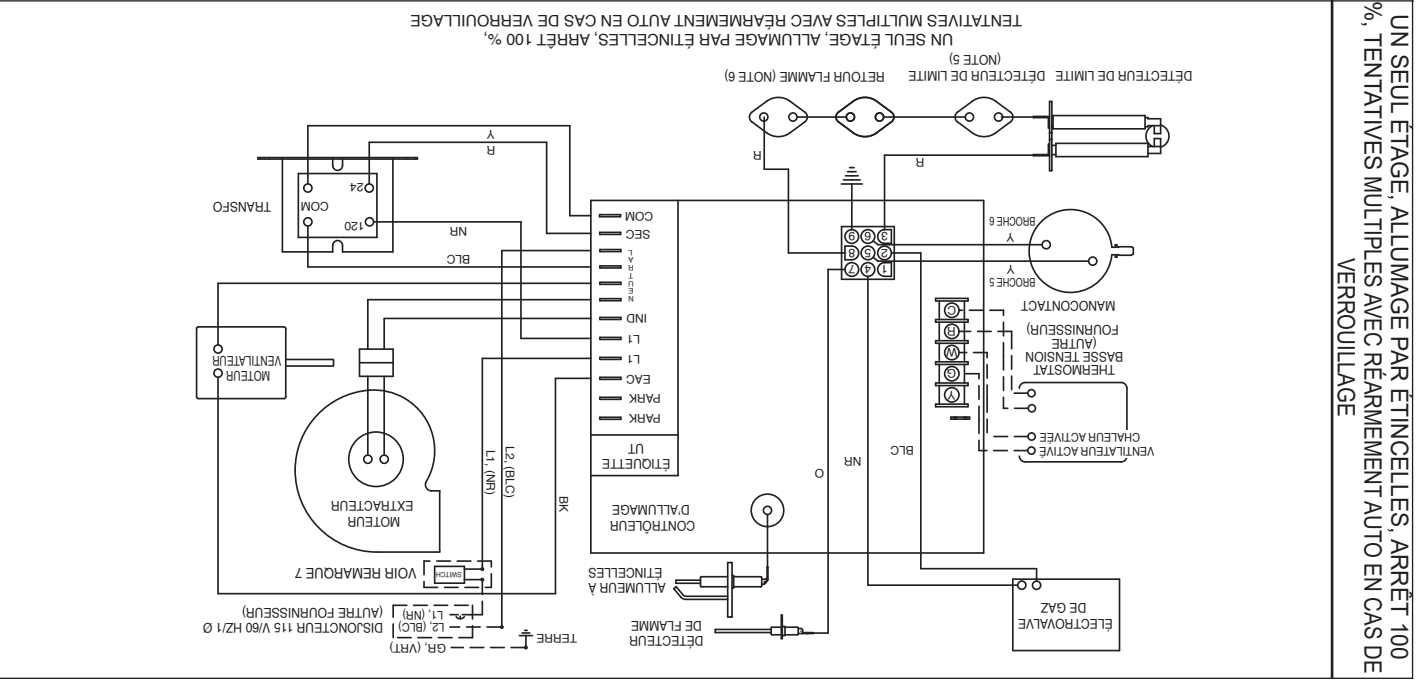 UN SEUL ÉTAGE, ALLUMAGE PAR ÉTINCELLES, ARRÊT 100
%, TENTATIVES MULTIPLES AVEC RÉARMEMENT AUTO EN CAS DE
VERROUILLAGE
ÉLECTROVALVE
DE GAZ
DÉTECTEUR
DE FLAMME
ALLUMEUR À
ÉTINCELLES
TERRE
GR, (VRT)
L2, (BLC)
L1, (NR)
DISJONCTEUR 115 V/60 HZ/1 Ø
(AUTRE FOURNISSEUR)
SWITCH
VOIR REMARQUE 7
CONTRÔLEUR
D'ALLUMAGE
ÉTIQUETTE
UT
PARK
PARK
EAC
L1
L1
IND
N
E
U
T
R
A
L
SEC
COM
BK
L2, (BLC)
L1, (NR)
MOTEUR
EXTRACTEUR
MOTEUR
VENTILATEUR
BLC
NR
O
VENTILATEUR ACTIVÉ
CHALEUR ACTIVÉE
THERMOSTAT
BASSE TENSION
(AUTRE
FOURNISSEUR)
Y
G
W
R
C
MANOCONTACT
BROCHE 5
Y
Y
BROCHE 6
1 4 7
2 5 8
3 6 9
NR
BLC
120
COM
24
TRANSFO
R
Y
R
R
DÉTECTEUR DE LIMITE
DÉTECTEUR DE LIMITE
(NOTE 5)
RETOUR FLAMME (NOTE 6)
UN SEUL ÉTAGE, ALLUMAGE PAR ÉTINCELLES, ARRÊT 100 %,
TENTATIVES MULTIPLES AVEC RÉARMEMENT AUTO EN CAS DE VERROUILLAGE